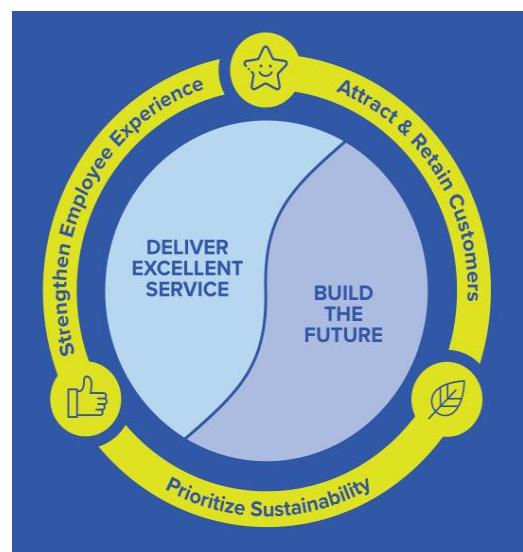 Strengthen Employee Experience
Attract & Retain Customers
DELIVER
EXCELLENT
SERVICE
BUILD
THE
FUTURE
Prioritize Sustainability